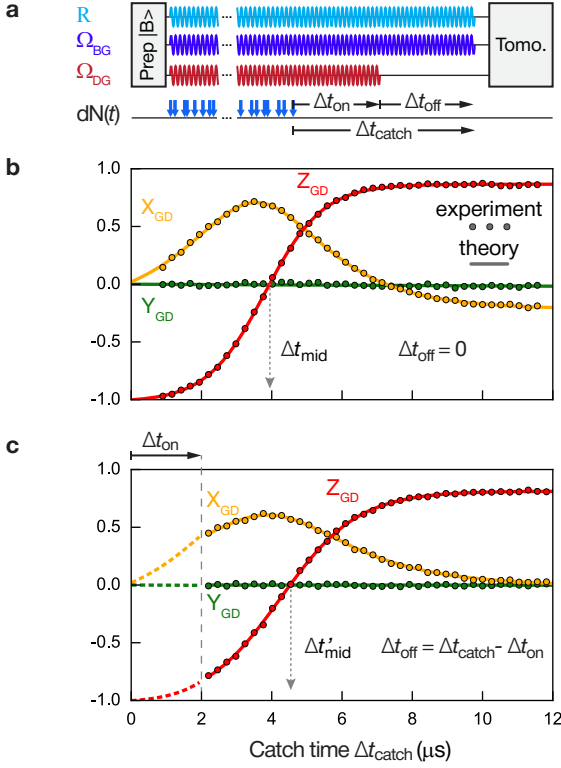 a
R
Ω_BG
Ω_DG
dN(t)
Prep |B>
...
...
Tomo.
Δt_on
Δt_off
Δt_catch
b
1.0
0.5
0.0
-0.5
-1.0
X_GD
Y_GD
Z_GD
experiment
theory
Δt_mid
Δt_off = 0
c
Δt_on
1.0
0.5
0.0
-0.5
-1.0
X_GD
Y_GD
Z_GD
Δt'_mid
Δt_off = Δt_catch - Δt_on
0 2 4 6 8 10 12
Catch time Δt_catch (μs)